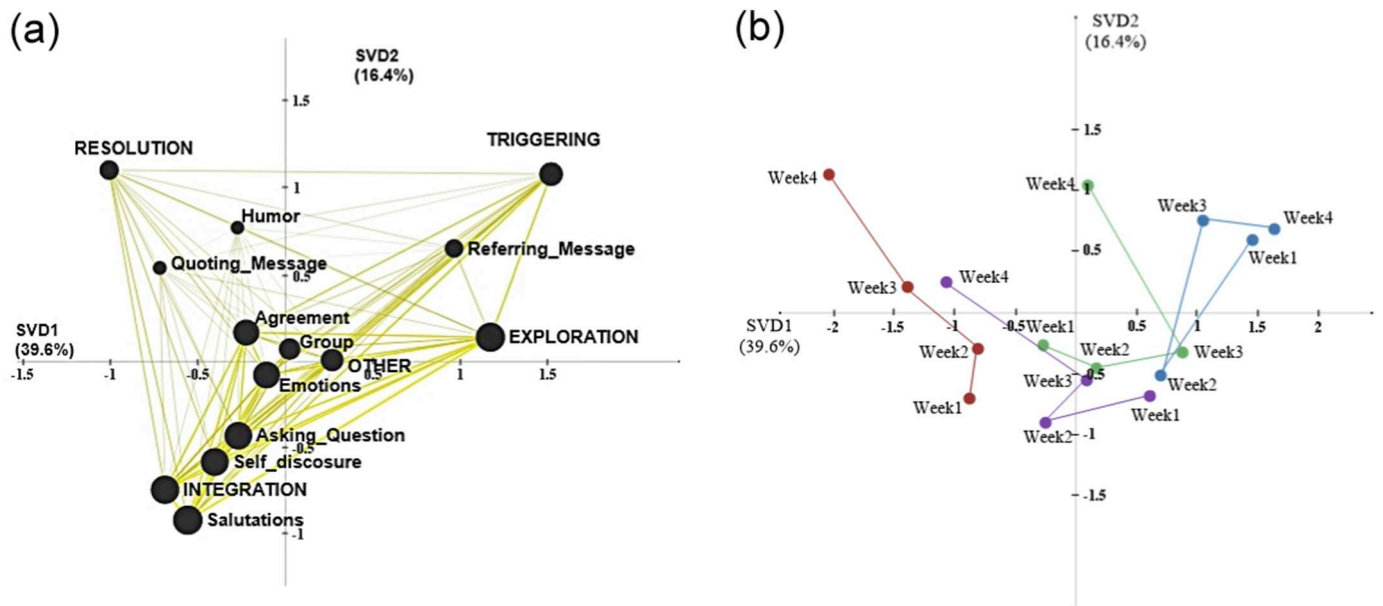 (a)
SVD2
(16.4%)
1.5
TRIGGERING
RESOLUTION
1
Humor
Referring_Message
Quoting_Message
0.5
Agreement
SVD1
(39.6%)
Group
EXPLORATION
OTHER
-1.5
-1
-0.5
0.5
1
1.5
Emotions
Asking_Question
-0.5
Self_discosure
INTEGRATION
Salutations
-1
(b)
SVD2
(16.4%)
1.5
Week4
Week4
1
Week3
Week4
0.5
Week1
Week4
Week3
SVD1
(39.6%)
-2
-1.5
-1
-0.5
0.5
1
1.5
2
Week1
Week2
Week2
Week3
Week3
-0.5
Week2
Week1
Week1
Week2
-1
-1.5